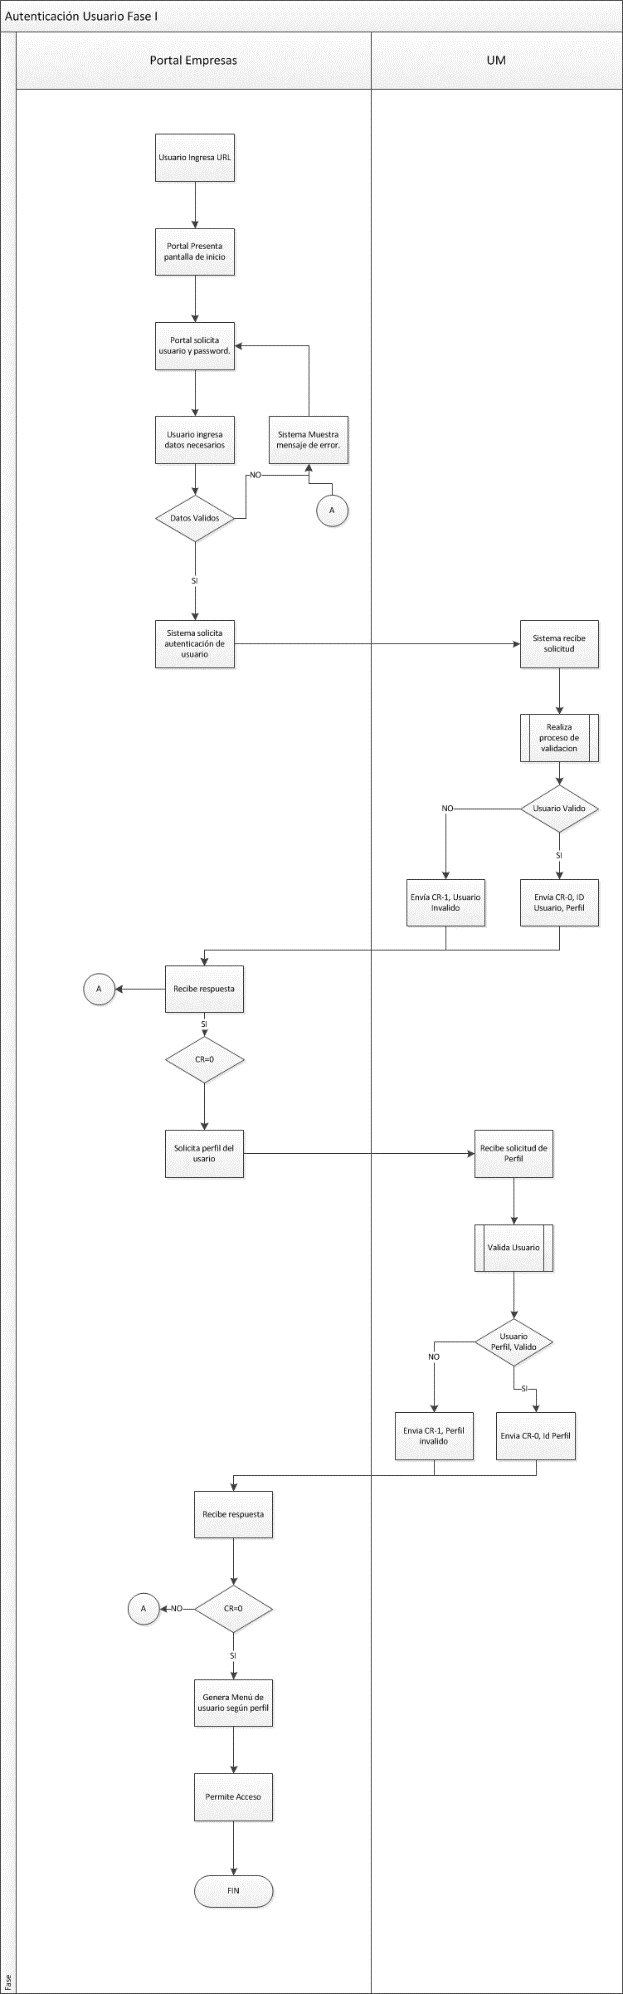 Autenticación Usuario Fase I
Portal Empresas
UM
Usuario Ingresa URL
Portal Presenta
pantalla de inicio
Portal solicita
usuario y password.
Usuario ingresa
datos necesarios
Sistema Muestra
mensaje de error.
NO
A
Datos Validos
SI
Sistema solicita
autenticación de
usuario
Sistema recibe
solicitud
Realiza
proceso de
validacion
Usuario Valido
NO
SI
Envía CR-1, Usuario
Invalido
Envía CR-0, ID
Usuario, Perfil
A
Recibe respuesta
SI
CR=0
Solicita perfil del
usario
Recibe solicitud de
Perfil
Valida Usuario
Usuario
Perfil, Valido
NO
SI
Envia CR-1, Perfil
invalido
Envia CR-0, Id Perfil
Recibe respuesta
A
NO
CR=0
SI
Genera Menú de
usuario según perfil
Permite Acceso
FIN
Fase